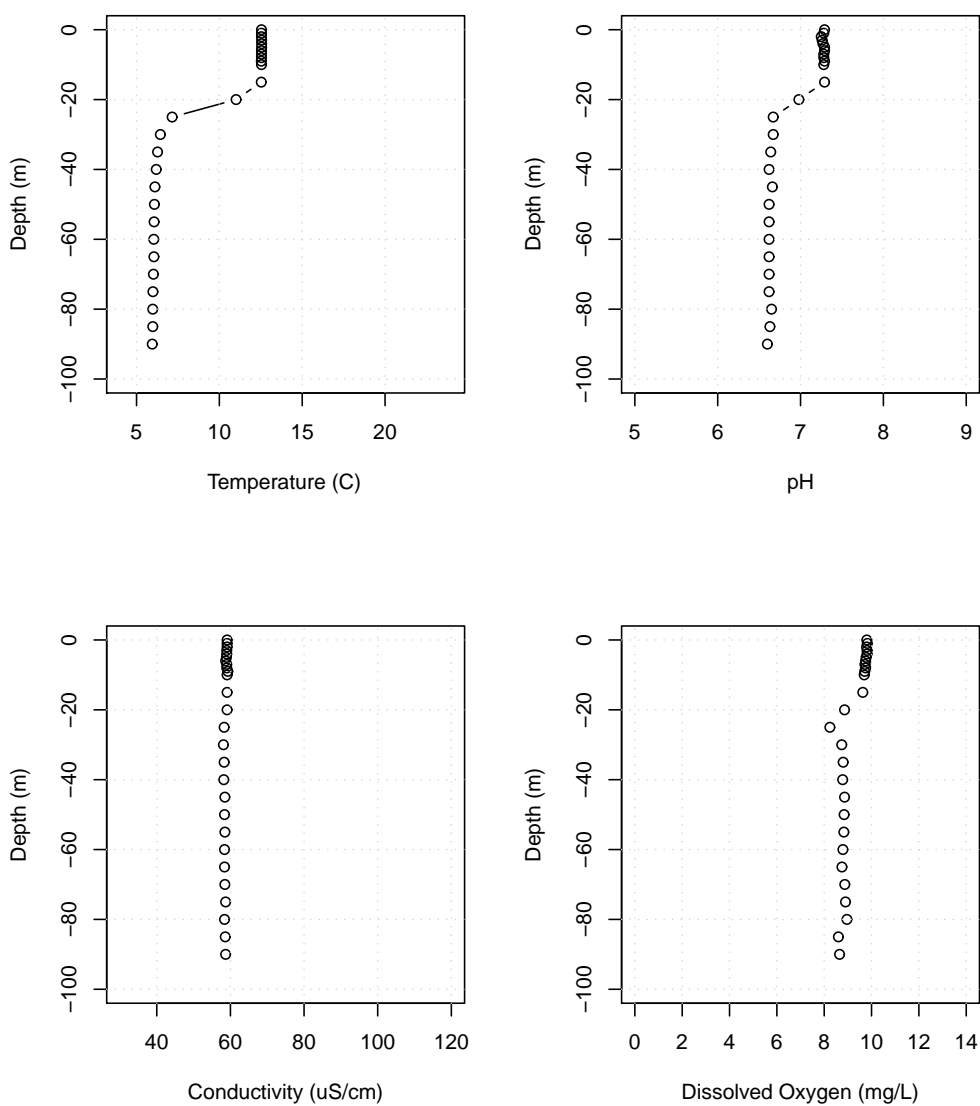 0
−20
−40
−60
−80
−100
Depth (m)
5 10 15 20
Temperature (C)
0
−20
−40
−60
−80
−100
Depth (m)
5 6 7 8 9
pH
0
−20
−40
−60
−80
−100
Depth (m)
40 60 80 100 120
Conductivity (uS/cm)
0
−20
−40
−60
−80
−100
Depth (m)
0 2 4 6 8 10 12 14
Dissolved Oxygen (mg/L)